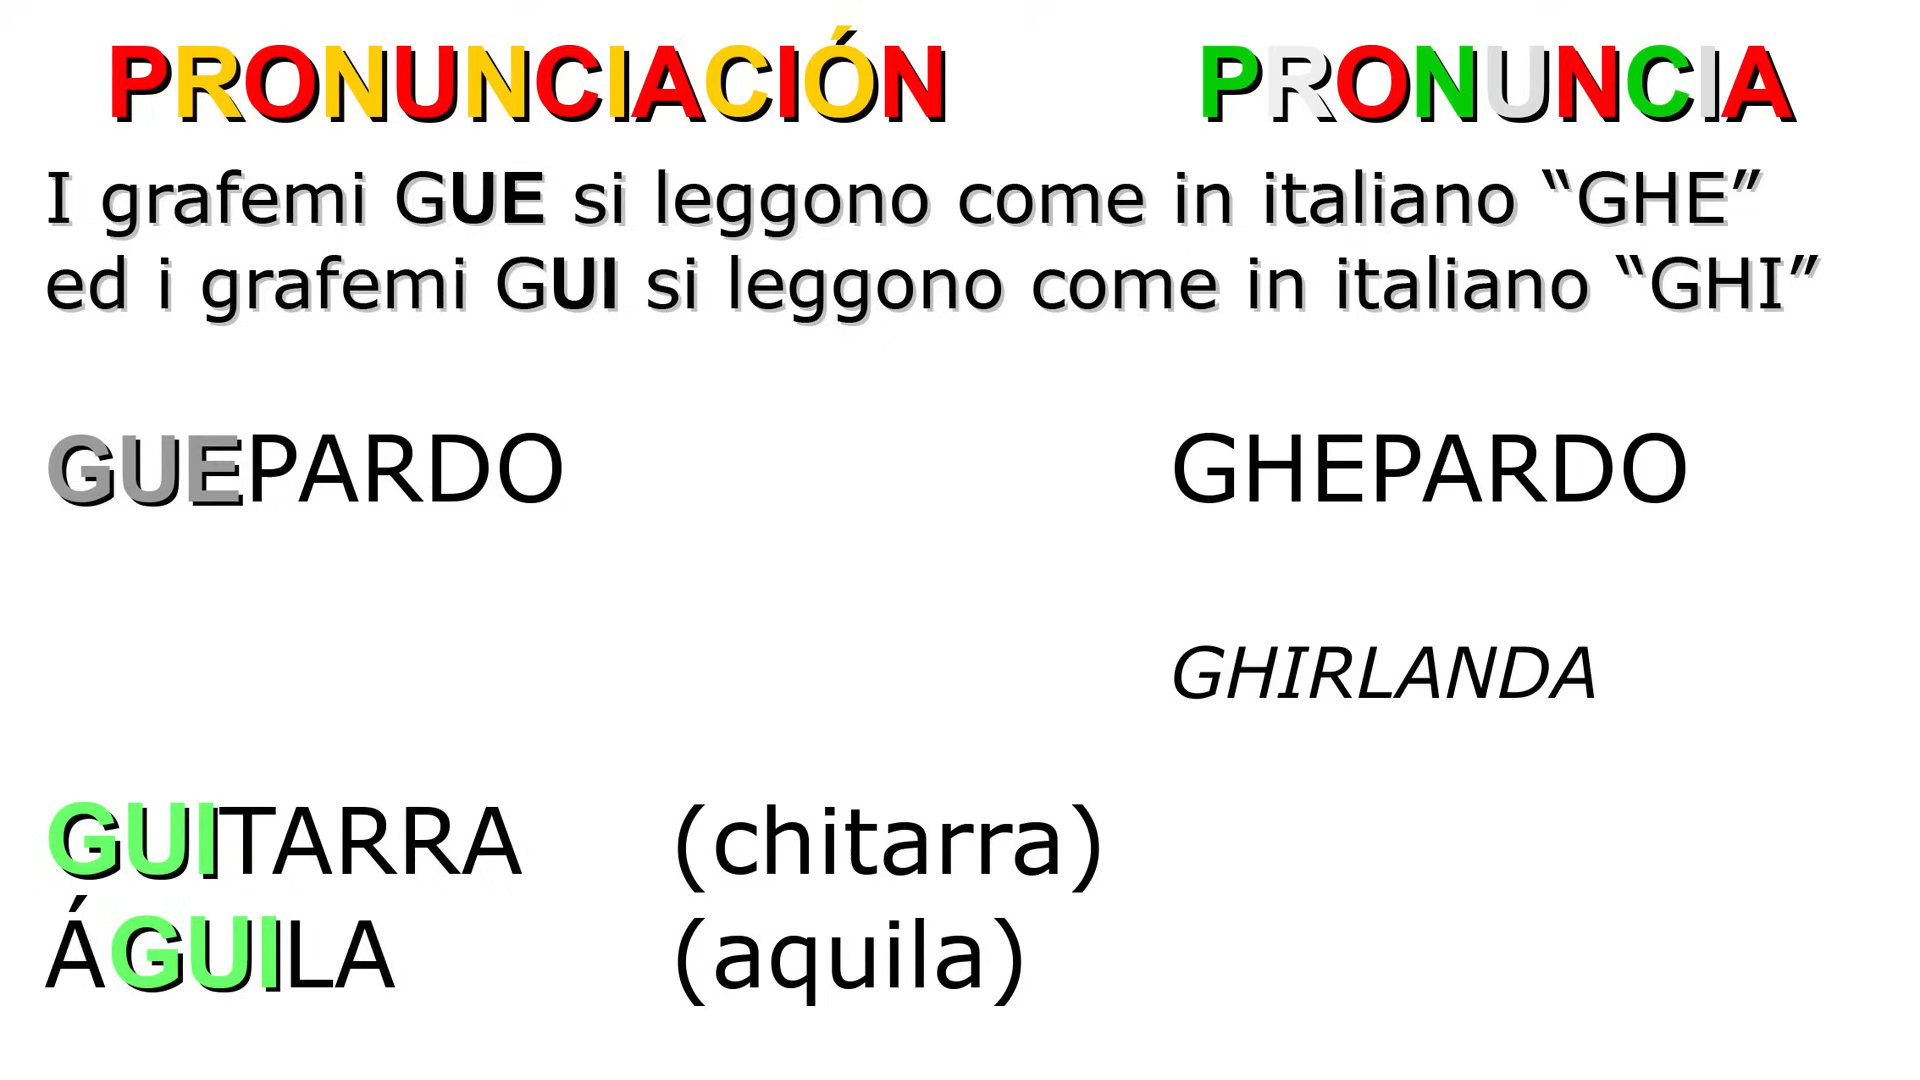 PRONUNCIACIÓN PRONUNCIA
I grafemi GUE si leggono come in italiano “GHE”
ed i grafemi GUI si leggono come in italiano “GHI”
GUEPARDO GHEPARDO
GHIRLANDA
GUITARRA (chitarra)
ÁGUILA (aquila)